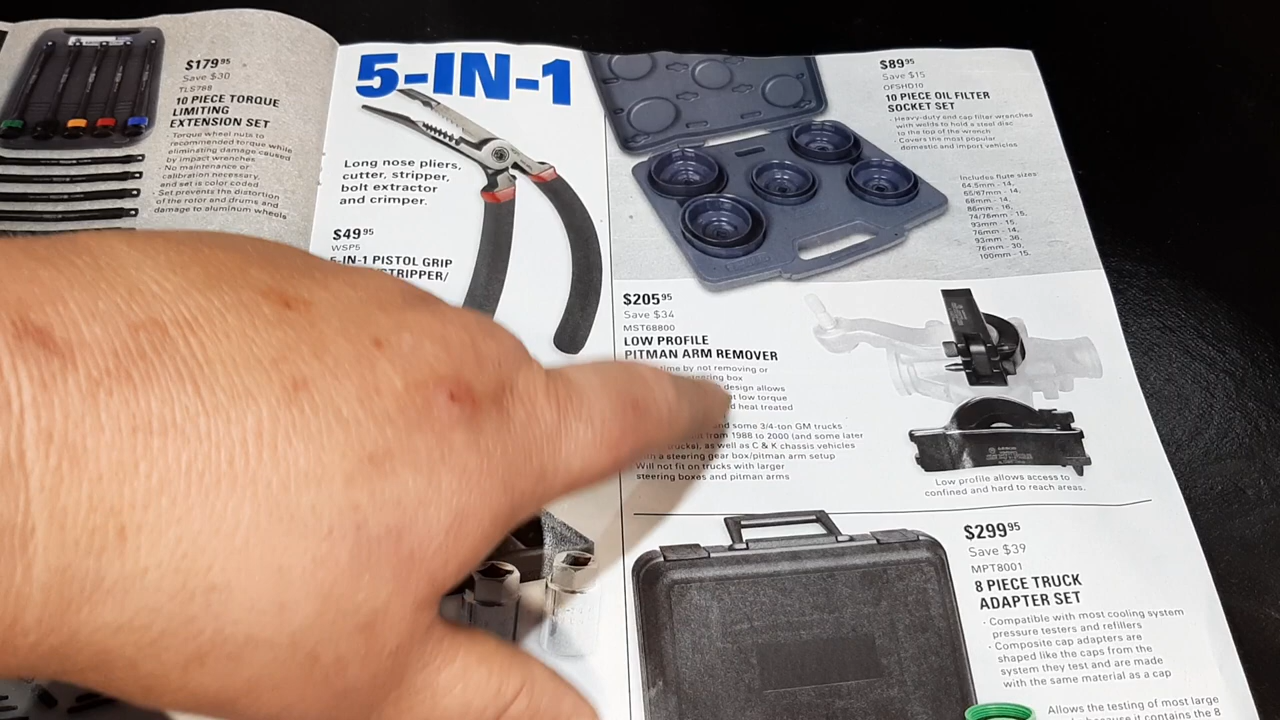 $179.95
Save $30
TLS788
10 PIECE TORQUE
LIMITING
EXTENSION SET
· Torque wheel nuts to
recommended torque while
eliminating damage caused
by impact wrenches
· No maintenance or
calibration necessary,
and set is color coded
· Set prevents the distortion
of the rotor and drums and
damage to aluminum wheels
5-IN-1
Long nose pliers,
cutter, stripper,
bolt extractor
and crimper.
$49.95
WSP5
5-IN-1 PISTOL GRIP
STRIPPER/
$89.95
Save $15
OFSHD10
10 PIECE OIL FILTER
SOCKET SET
· Heavy-duty end cap filter wrenches
with welds to hold a steel disc
to the top of the wrench
· Covers the most popular
domestic and import vehicles
Includes flute sizes:
64.5mm - 14,
65/67mm - 14,
68mm - 14,
86mm - 16,
74/76mm - 15,
93mm - 15,
76mm - 14,
93mm - 36,
76mm - 30,
100mm - 15.
$205.95
Save $34
MST68800
LOW PROFILE
PITMAN ARM REMOVER
time by not removing or
steering box
design allows
low torque
heat treated
and some 3/4-ton GM trucks
from 1988 to 2000 (and some later
trucks), as well as C & K chassis vehicles
a steering gear box/pitman arm setup
Will not fit on trucks with larger
steering boxes and pitman arms
Low profile allows access to
confined and hard to reach areas.
$299.95
Save $39
MPT8001
8 PIECE TRUCK
ADAPTER SET
· Compatible with most cooling system
pressure testers and refillers
· Composite cap adapters are
shaped like the caps from the
system they test and are made
with the same material as a cap
Allows the testing of most large
because it contains the 8